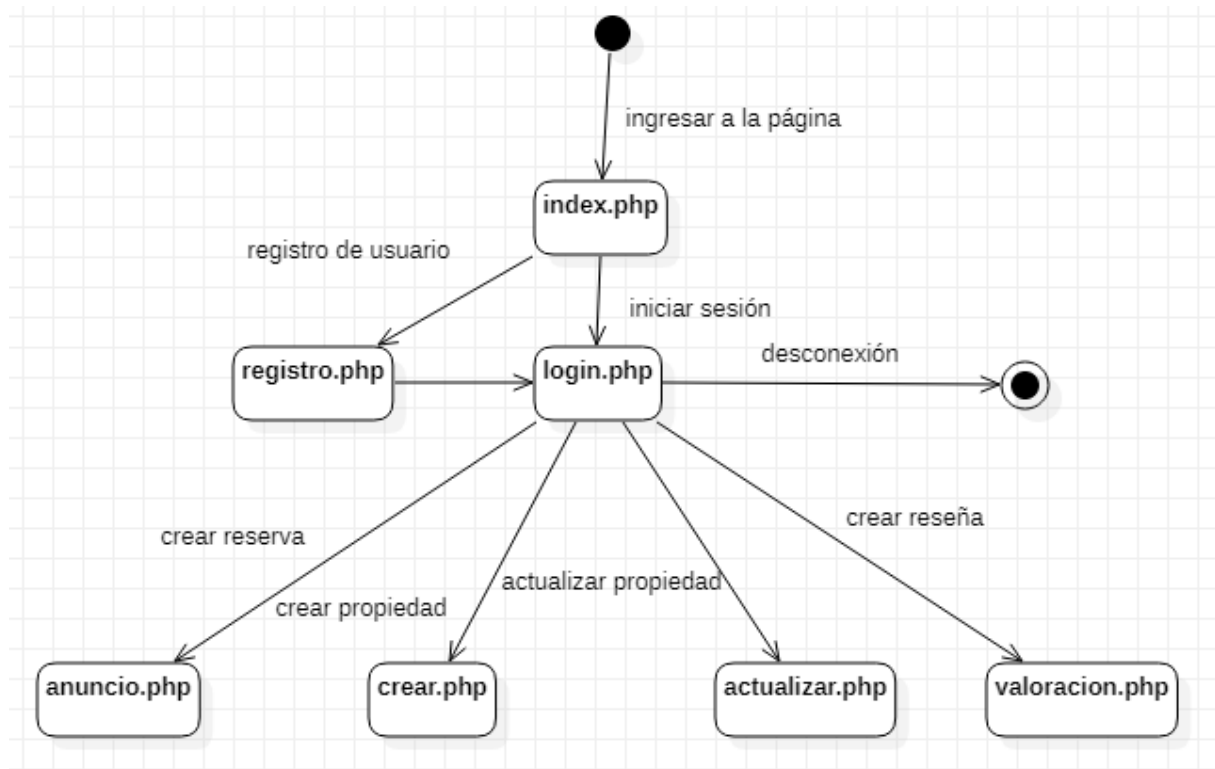 ingresar a la página
index.php
registro de usuario
iniciar sesión
desconexión
registro.php
login.php
crear reseña
crear reserva
actualizar propiedad
crear propiedad
anuncio.php
crear.php
actualizar.php
valoracion.php